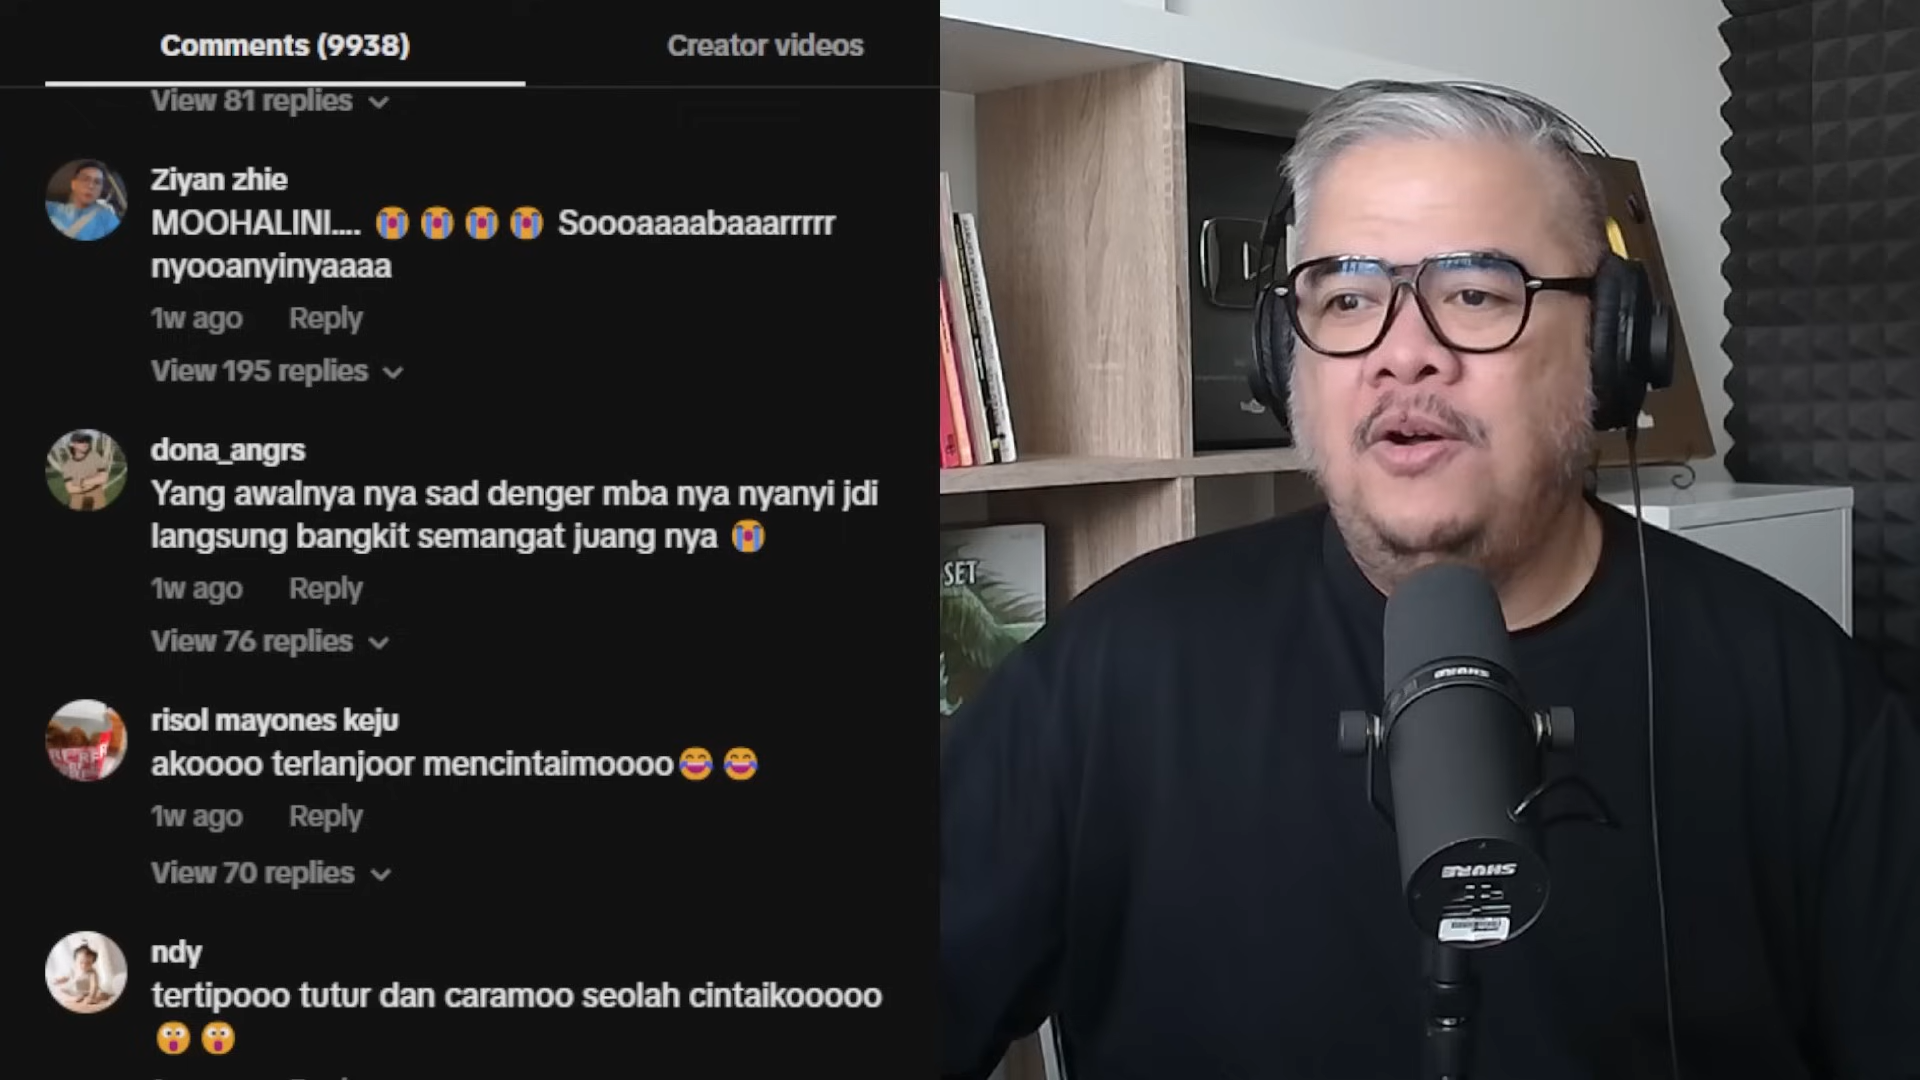 Comments (9938)
Creator videos
View 81 replies
Ziyan zhie
MOOHALINI.... 😭😭😭😭 Soooaaaabaaarrrrr
nyooanyinyaaaa
1w ago Reply
View 195 replies
dona_angrs
Yang awalnya nya sad denger mba nya nyanyi jdi
langsung bangkit semangat juang nya 😭
1w ago Reply
View 76 replies
risol mayones keju
akoooo terlanjoor mencintaimoooo😂😂
1w ago Reply
View 70 replies
ndy
tertipooo tutur dan caramoo seolah cintaikooooo
😲😲
SET
SHURE
SHURE